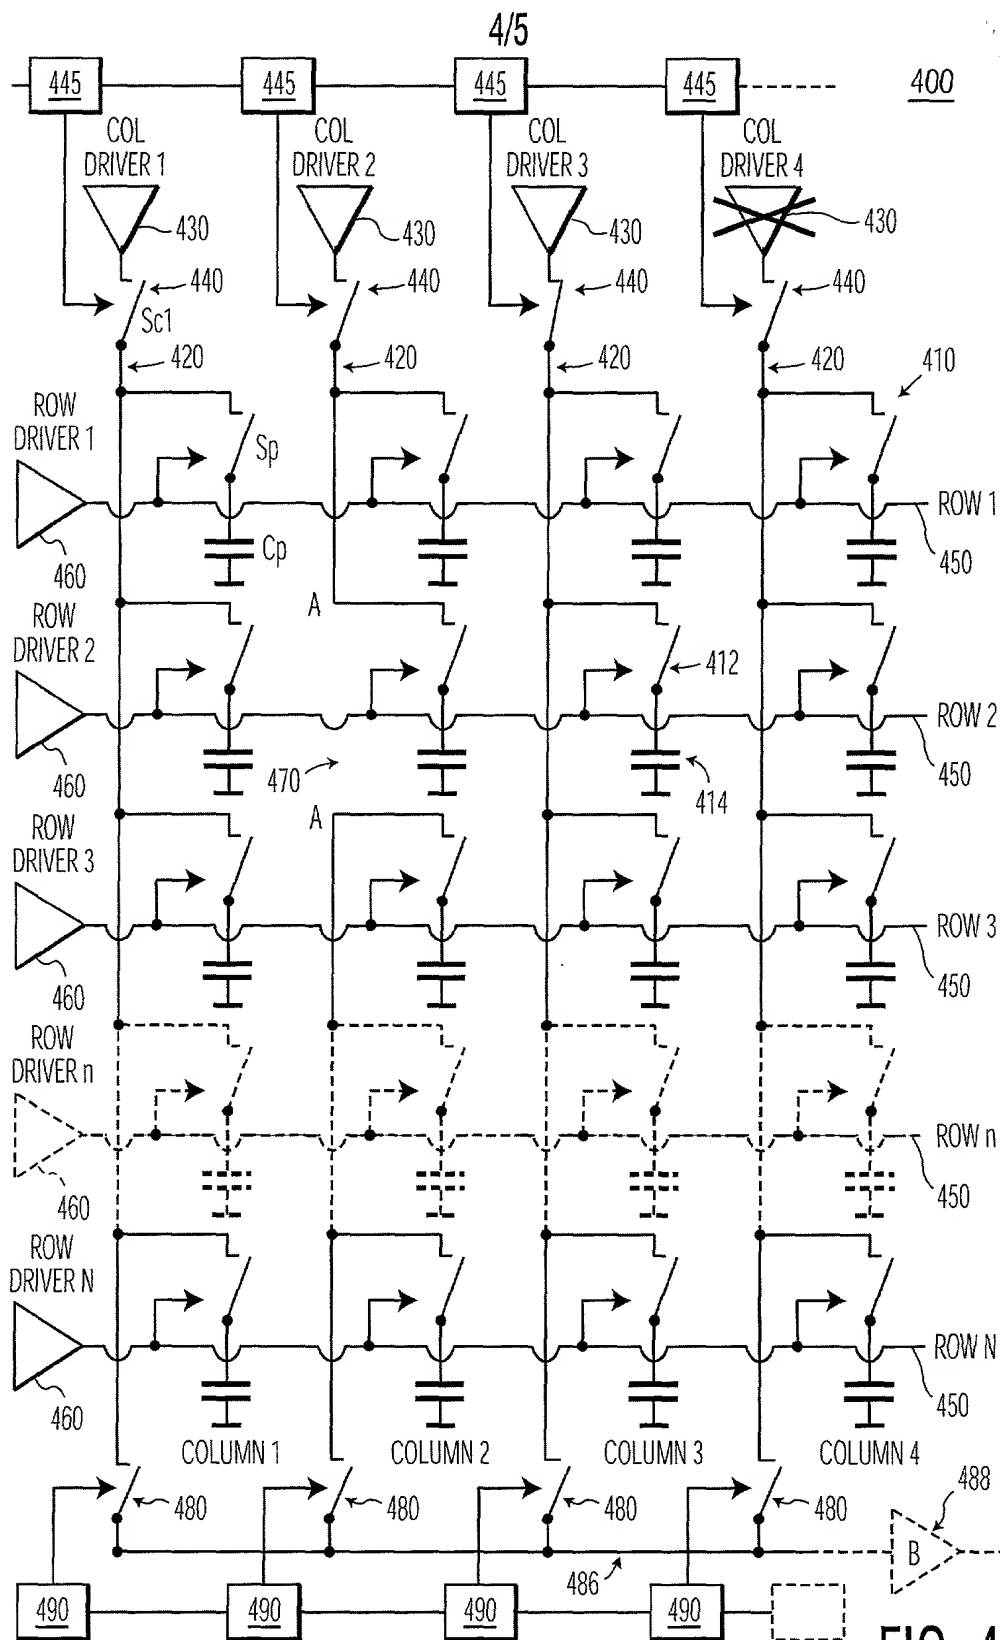 4/5
445 445 445 445 400
COL DRIVER 1
COL DRIVER 2
COL DRIVER 3
COL DRIVER 4
430 430 430 430
440 440 440 440
Sc1
420 420 420 420
410
ROW DRIVER 1
Sp
ROW 1
Cp
460
450
A
ROW DRIVER 2
412
ROW 2
470
460
414
450
A
ROW DRIVER 3
ROW 3
460
450
ROW DRIVER n
ROW n
460
450
ROW DRIVER N
ROW N
460
450
COLUMN 1 COLUMN 2 COLUMN 3 COLUMN 4
480 480 480 480
488
B
486
490 490 490 490